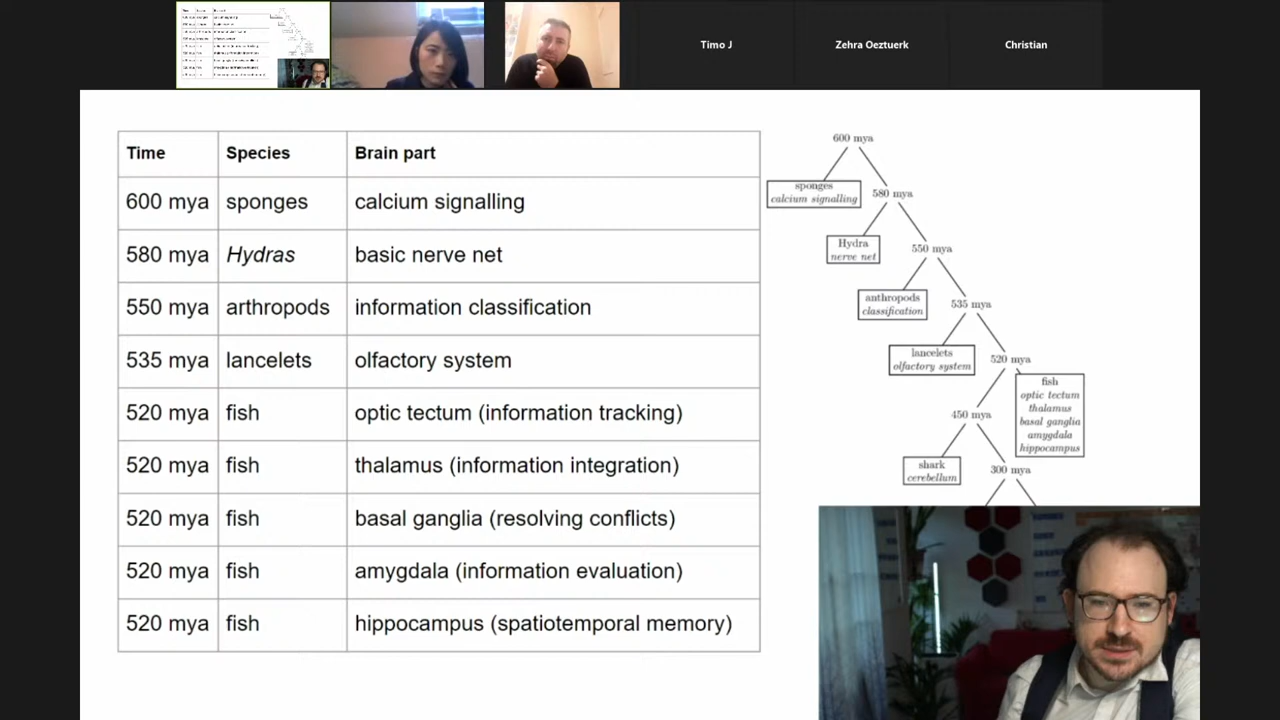 Timo J
Zehra Oeztuerk
Christian
Time Species Brain part
600 mya sponges calcium signalling
580 mya Hydras basic nerve net
550 mya arthropods information classification
535 mya lancelets olfactory system
520 mya fish optic tectum (information tracking)
520 mya fish thalamus (information integration)
520 mya fish basal ganglia (resolving conflicts)
520 mya fish amygdala (information evaluation)
520 mya fish hippocampus (spatiotemporal memory)
600 mya
sponges
calcium signalling
580 mya
Hydra
nerve net
550 mya
anthropods
classification
535 mya
lancelets
olfactory system
520 mya
fish
optic tectum
thalamus
basal ganglia
amygdala
hippocampus
450 mya
shark
cerebellum
300 mya